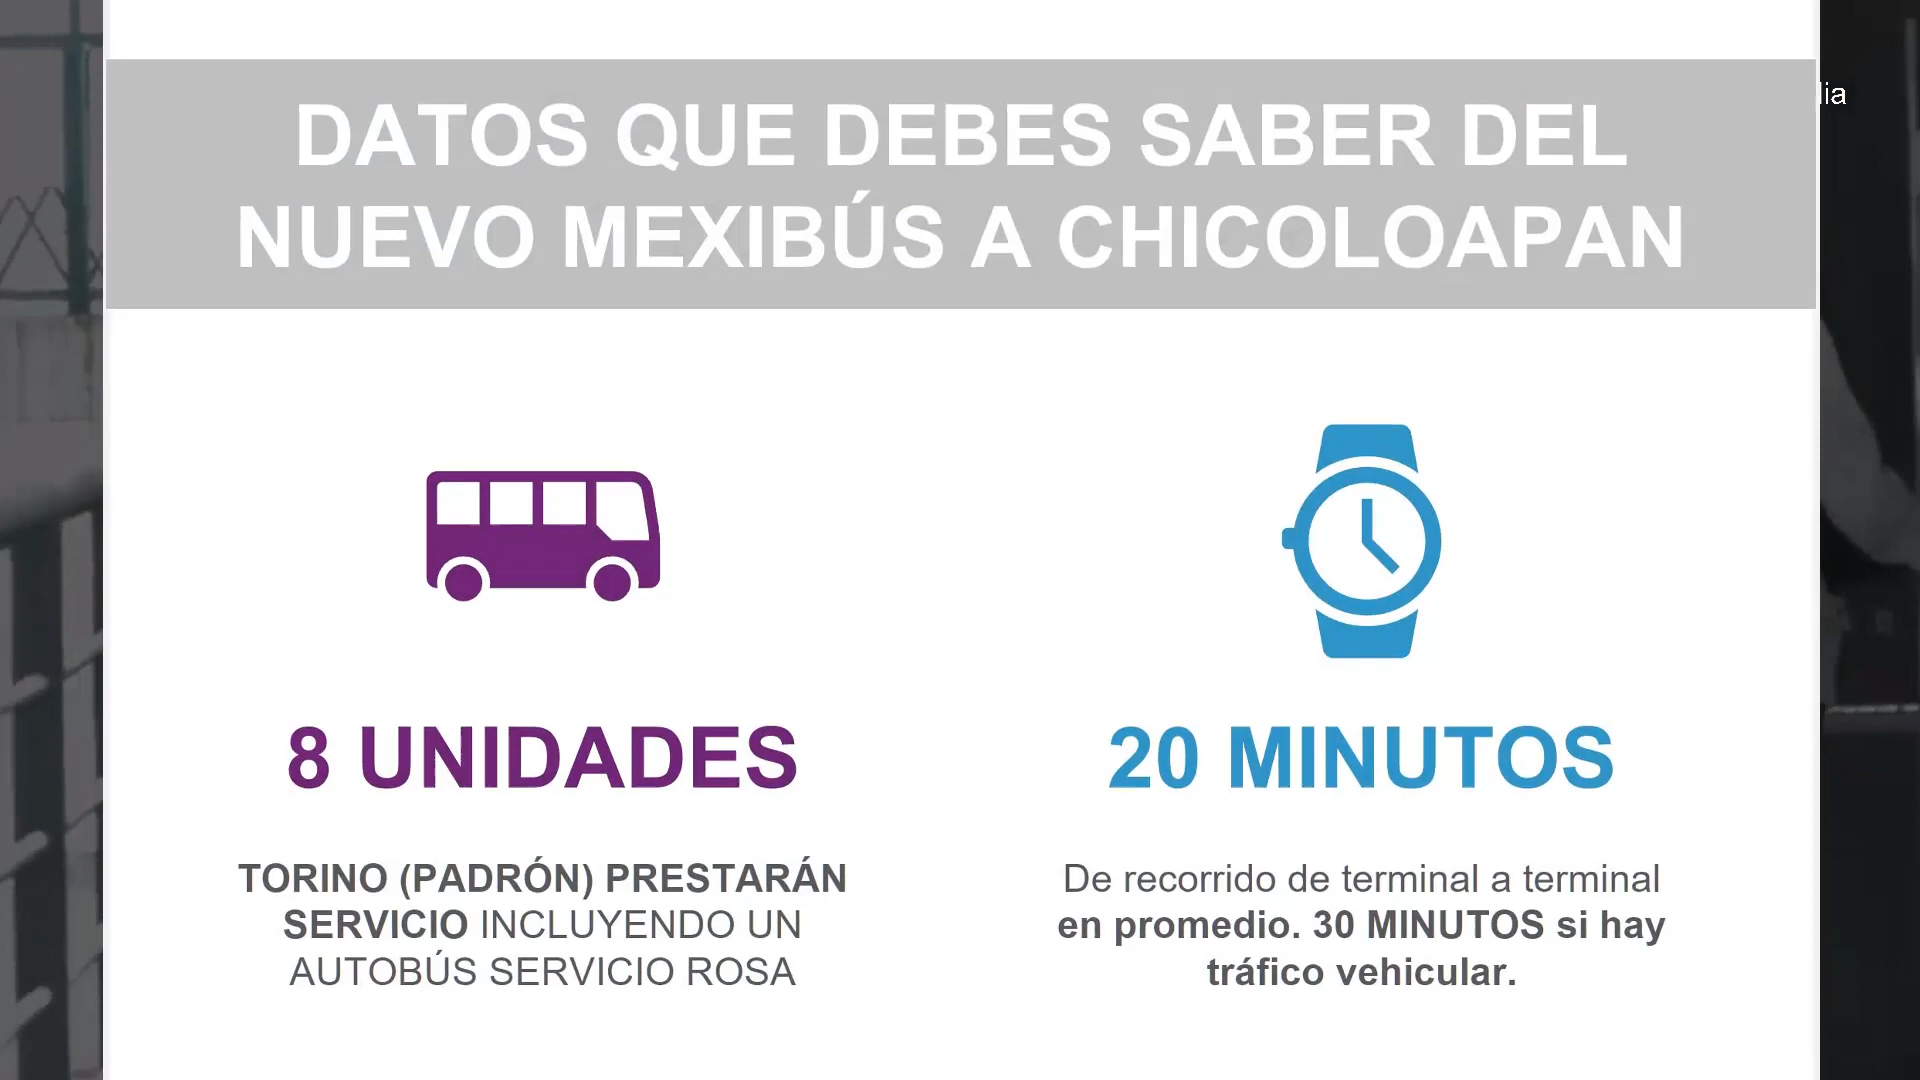 DATOS QUE DEBES SABER DEL
NUEVO MEXIBÚS A CHICOLOAPAN
8 UNIDADES
TORINO (PADRÓN) PRESTARÁN
SERVICIO INCLUYENDO UN
AUTOBÚS SERVICIO ROSA
20 MINUTOS
De recorrido de terminal a terminal
en promedio. 30 MINUTOS si hay
tráfico vehicular.